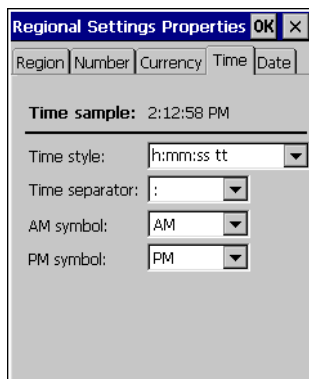 Regional Settings Properties OK ×
Region Number Currency Time Date
Time sample: 2:12:58 PM
Time style: h:mm:ss tt
Time separator: :
AM symbol: AM
PM symbol: PM